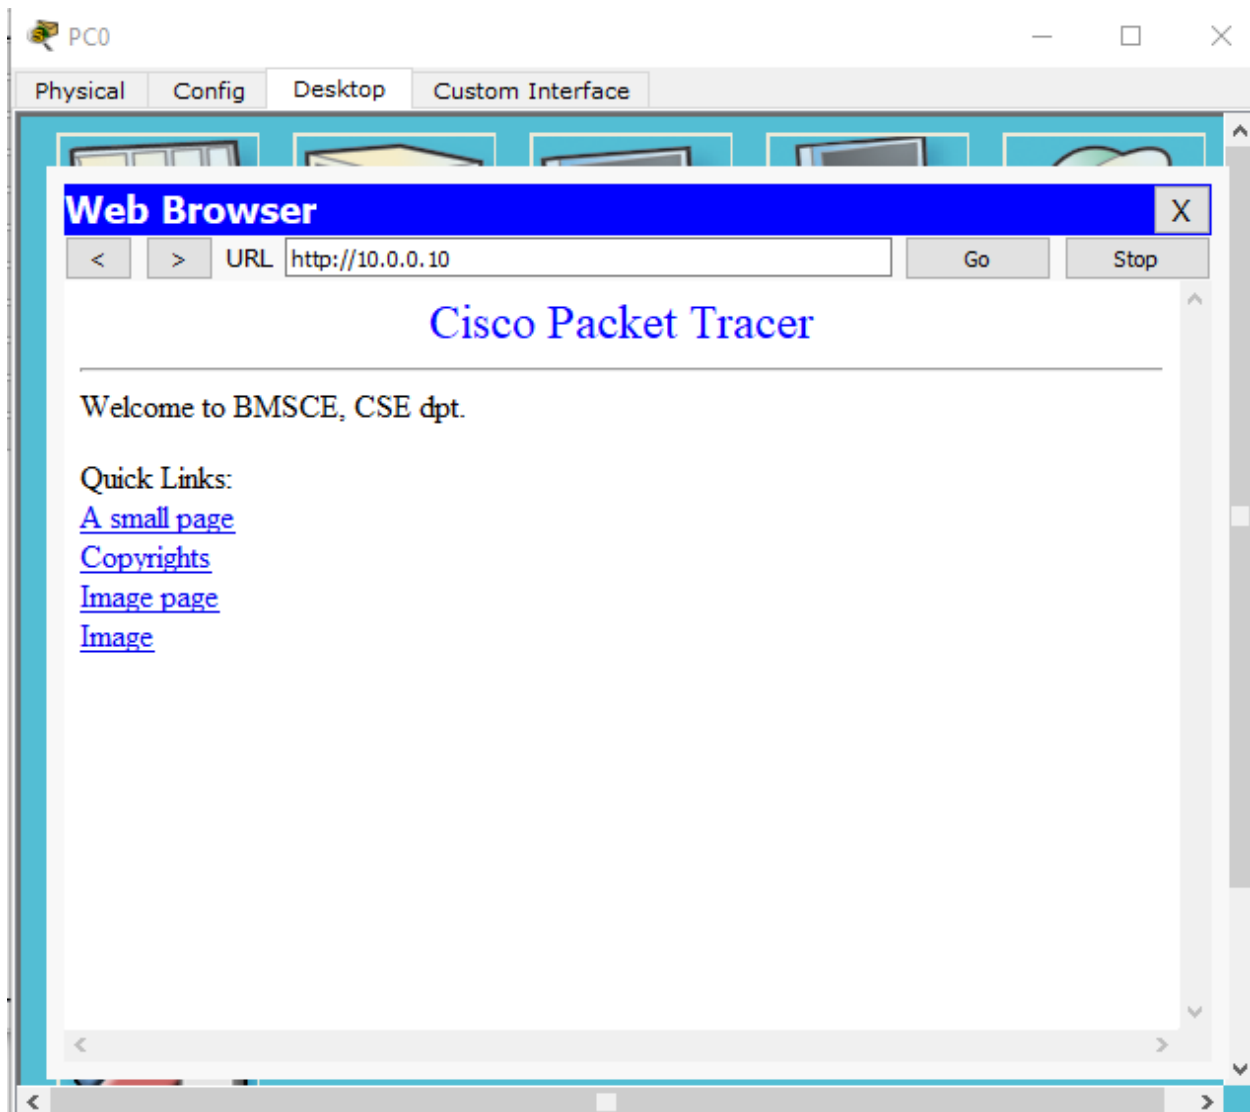 PC0
Physical Config Desktop Custom Interface
Web Browser X
< > URL http://10.0.0.10 Go Stop
Cisco Packet Tracer
Welcome to BMSCE, CSE dpt.
Quick Links:
A small page
Copyrights
Image page
Image